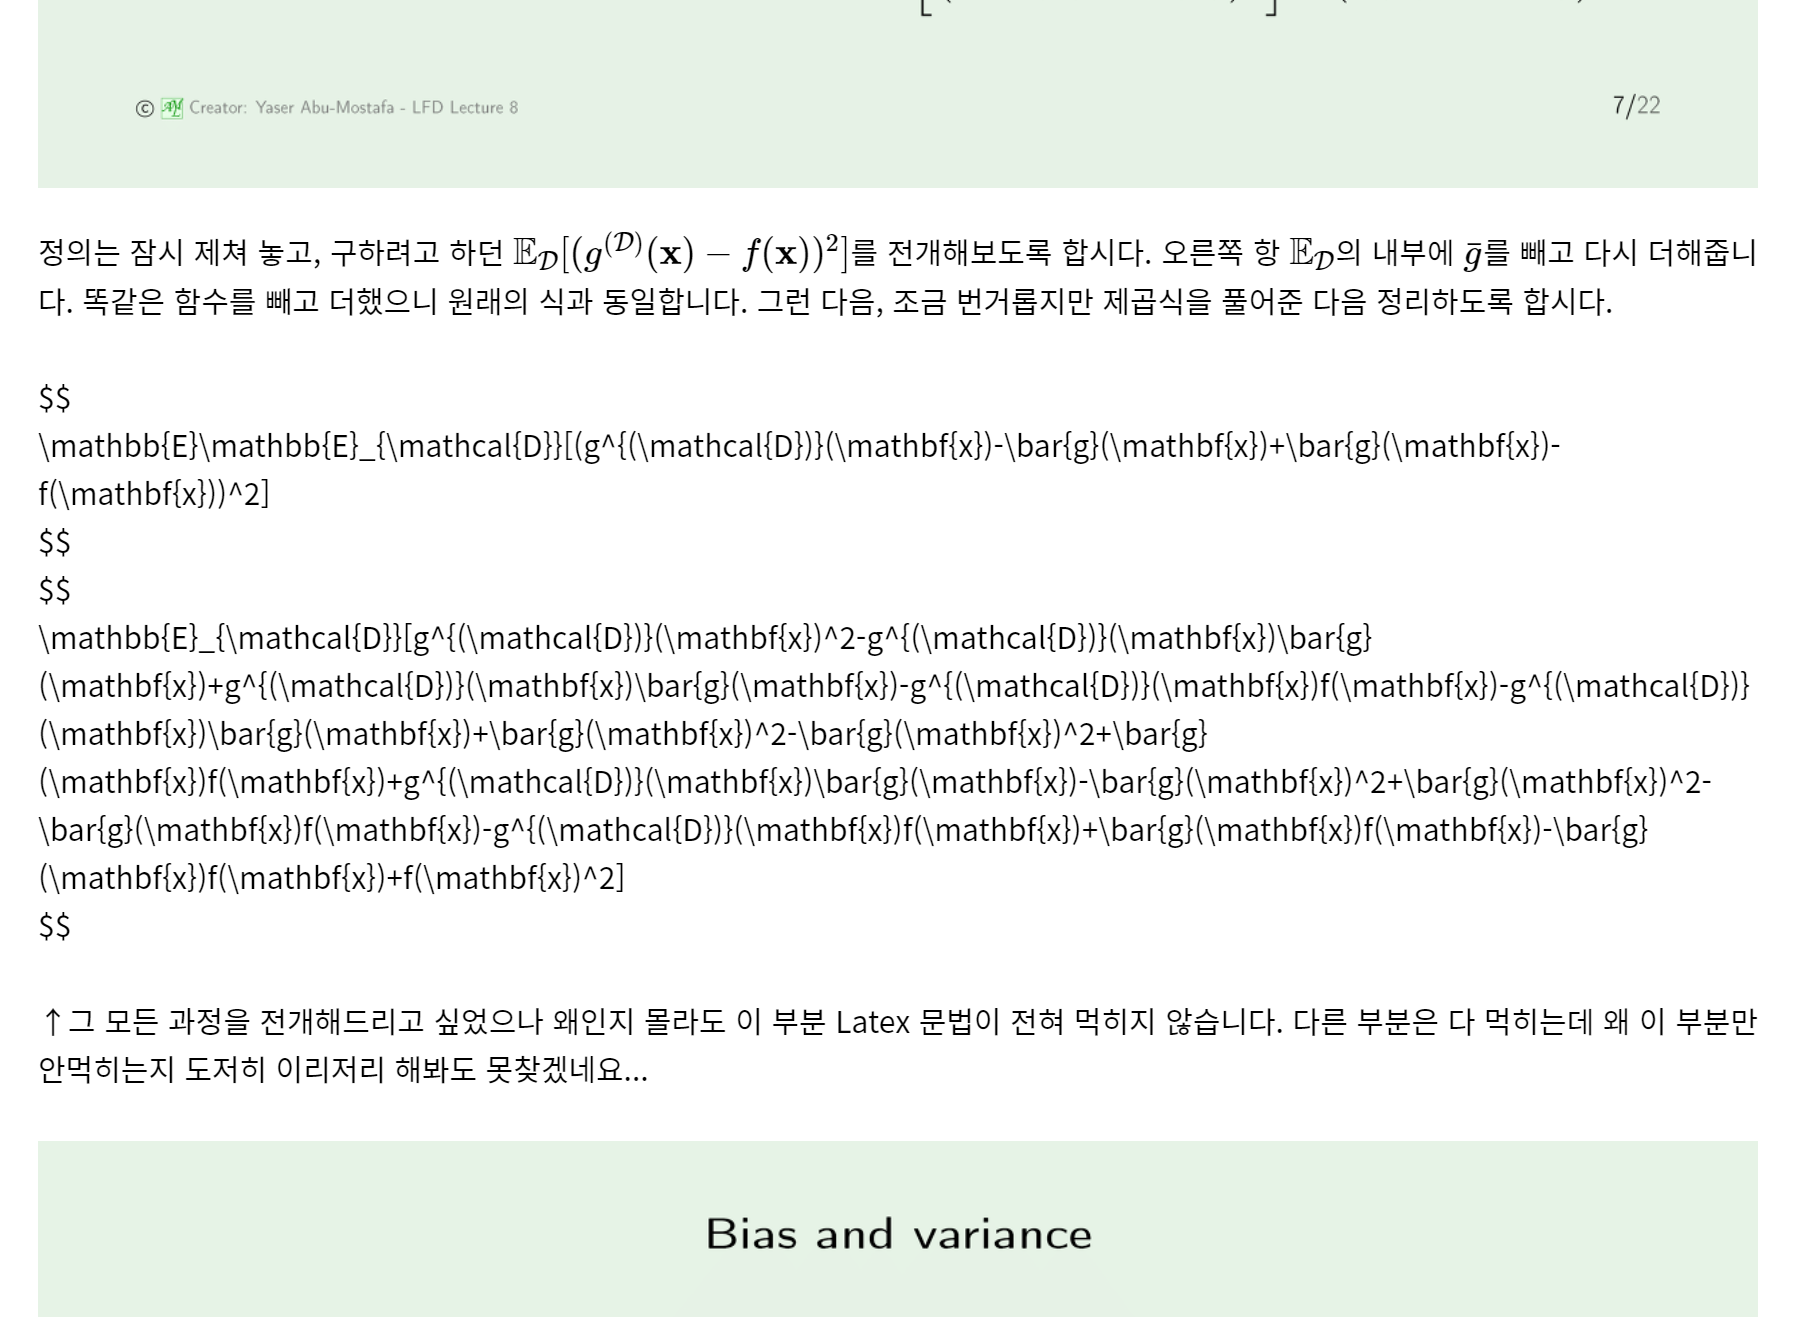 © Creator: Yaser Abu-Mostafa - LFD Lecture 8
7/22
정의는 잠시 제쳐 놓고, 구하려고 하던 𝔼_𝒟[(g^(𝒟)(𝐱) − f(𝐱))²]를 전개해보도록 합시다. 오른쪽 항 𝔼_𝒟의 내부에 ḡ를 빼고 다시 더해줍니
다. 똑같은 함수를 빼고 더했으니 원래의 식과 동일합니다. 그런 다음, 조금 번거롭지만 제곱식을 풀어준 다음 정리하도록 합시다.
$$
\mathbb{E}\mathbb{E}_{\mathcal{D}}[(g^{(\mathcal{D})}(\mathbf{x})-\bar{g}(\mathbf{x})+\bar{g}(\mathbf{x})-
f(\mathbf{x}))^2]
$$
$$
\mathbb{E}_{\mathcal{D}}[g^{(\mathcal{D})}(\mathbf{x})^2-g^{(\mathcal{D})}(\mathbf{x})\bar{g}
(\mathbf{x})+g^{(\mathcal{D})}(\mathbf{x})\bar{g}(\mathbf{x})-g^{(\mathcal{D})}(\mathbf{x})f(\mathbf{x})-g^{(\mathcal{D})}
(\mathbf{x})\bar{g}(\mathbf{x})+\bar{g}(\mathbf{x})^2-\bar{g}(\mathbf{x})^2+\bar{g}
(\mathbf{x})f(\mathbf{x})+g^{(\mathcal{D})}(\mathbf{x})\bar{g}(\mathbf{x})-\bar{g}(\mathbf{x})^2+\bar{g}(\mathbf{x})^2-
\bar{g}(\mathbf{x})f(\mathbf{x})-g^{(\mathcal{D})}(\mathbf{x})f(\mathbf{x})+\bar{g}(\mathbf{x})f(\mathbf{x})-\bar{g}
(\mathbf{x})f(\mathbf{x})+f(\mathbf{x})^2]
$$
↑그 모든 과정을 전개해드리고 싶었으나 왜인지 몰라도 이 부분 Latex 문법이 전혀 먹히지 않습니다. 다른 부분은 다 먹히는데 왜 이 부분만
안먹히는지 도저히 이리저리 해봐도 못찾겠네요...
Bias and variance